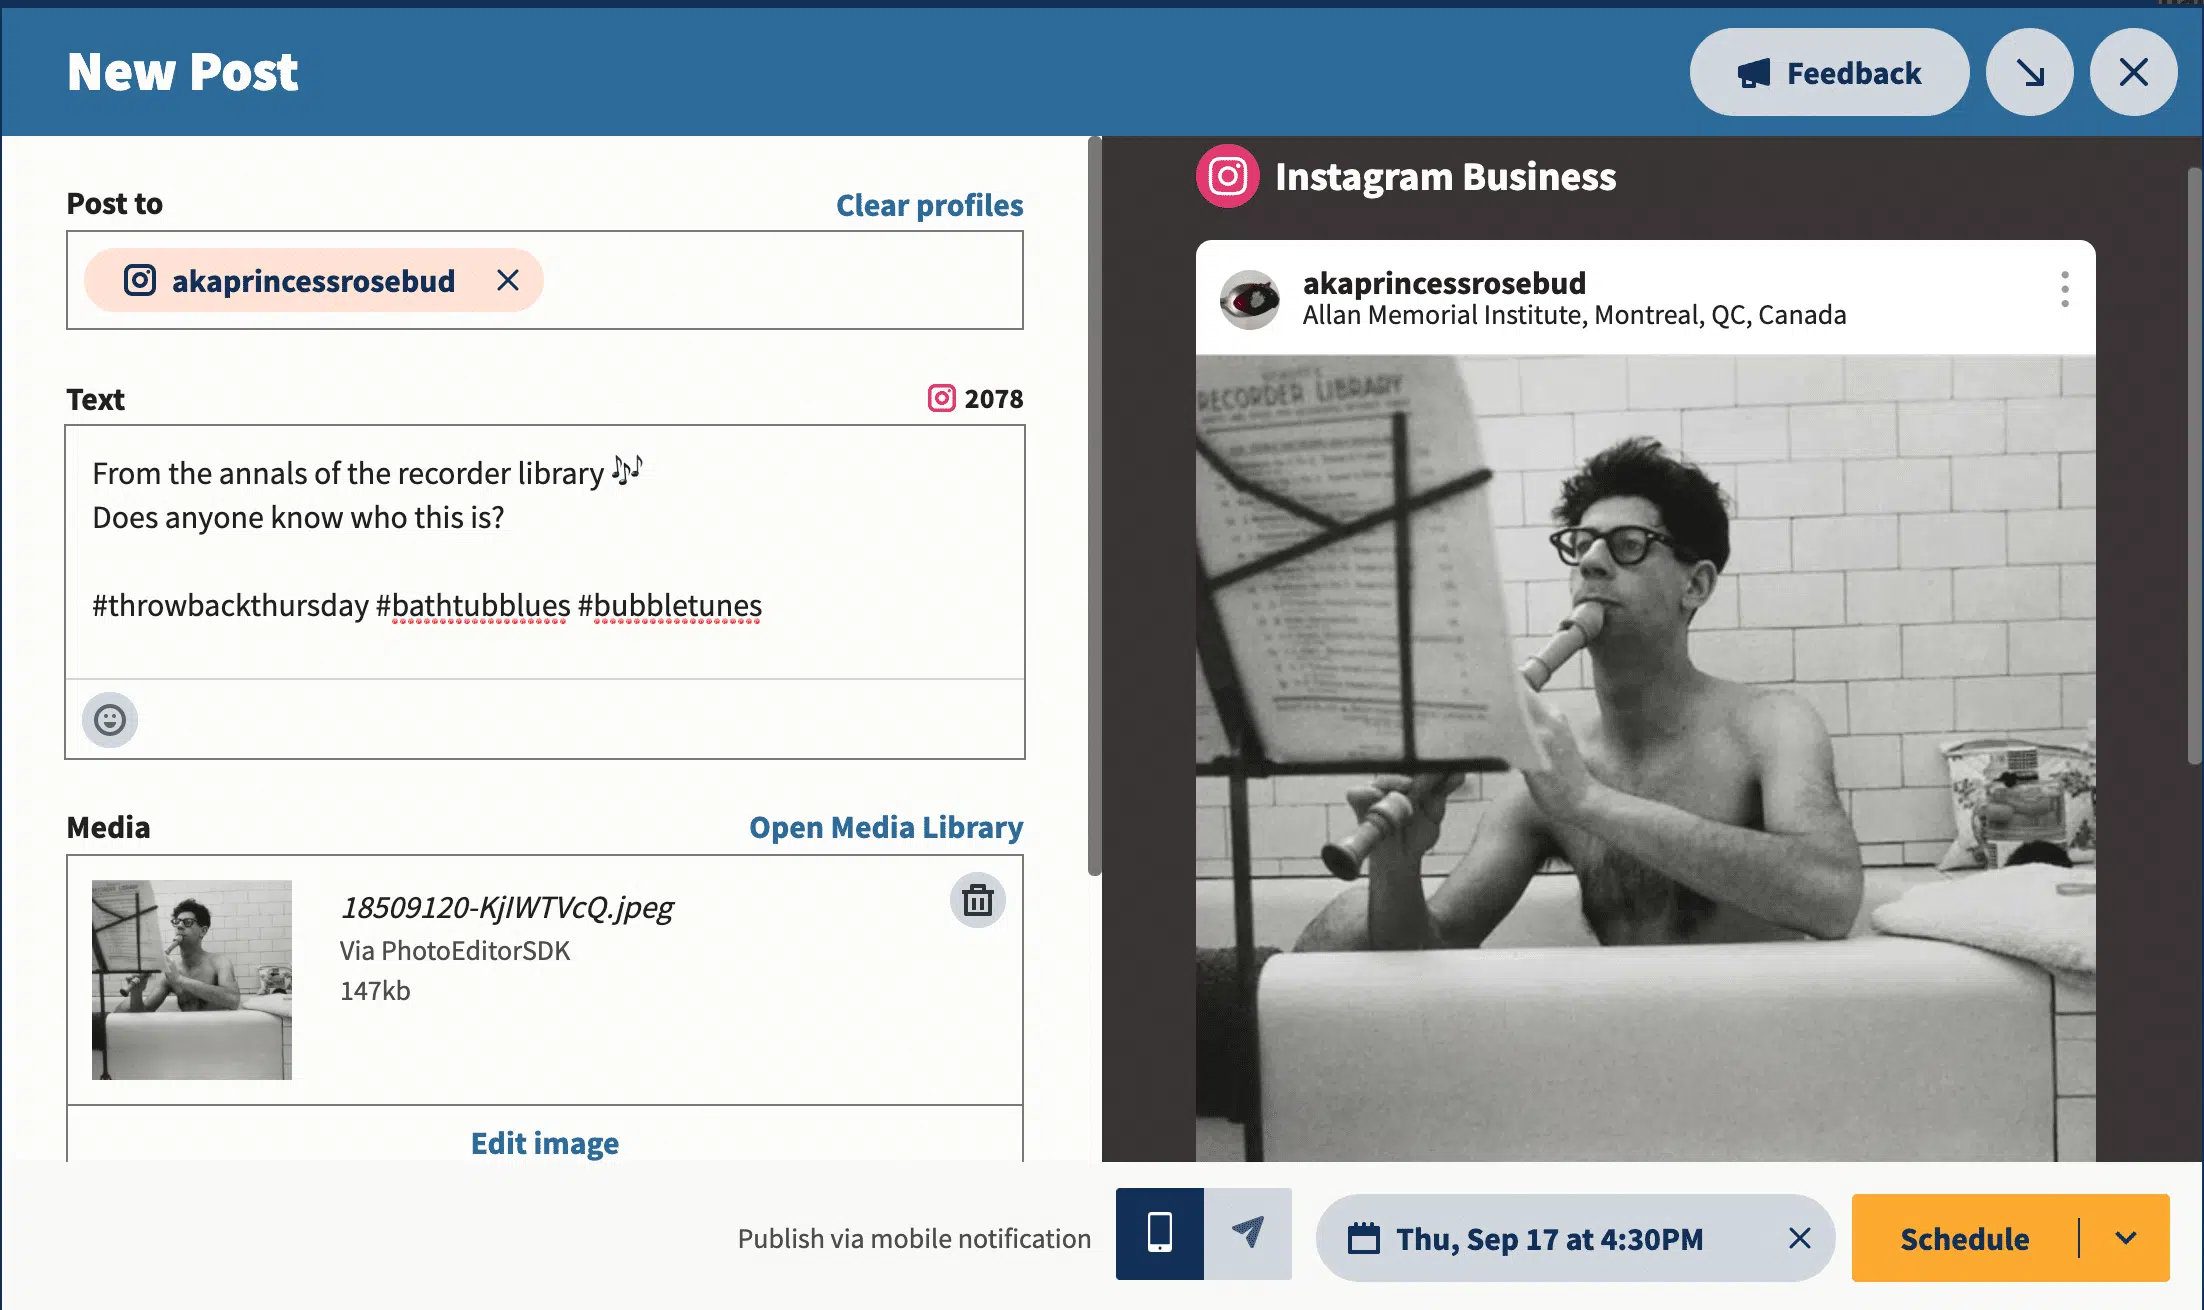 New Post
Feedback
Post to
Clear profiles
akaprincessrosebud
Text
2078
From the annals of the recorder library 🎶
Does anyone know who this is?
#throwbackthursday #bathtubblues #bubbletunes
Media
Open Media Library
18509120-KjIWTVcQ.jpeg
Via PhotoEditorSDK
147kb
Edit image
Instagram Business
akaprincessrosebud
Allan Memorial Institute, Montreal, QC, Canada
RECORDER LIBRARY
Publish via mobile notification
Thu, Sep 17 at 4:30PM
Schedule